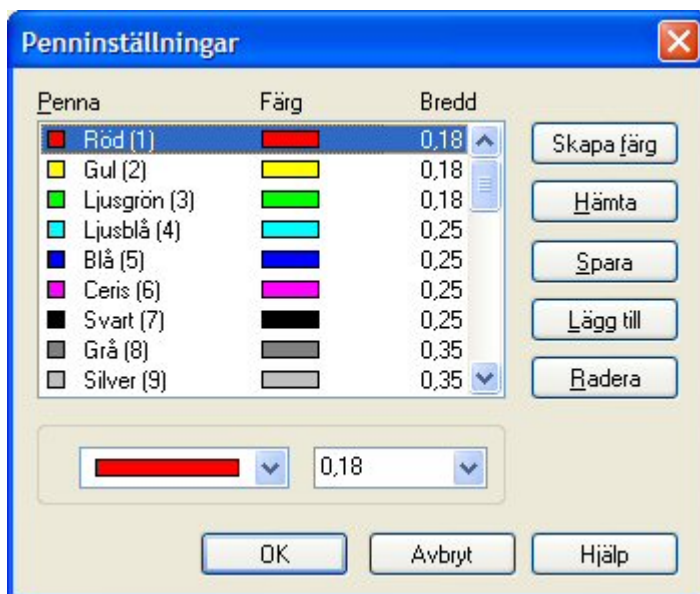 Penninställningar
Penna Färg Bredd
Röd (1) 0,18
Gul (2) 0,18
Ljusgrön (3) 0,18
Ljusblå (4) 0,25
Blå (5) 0,25
Ceris (6) 0,25
Svart (7) 0,25
Grå (8) 0,35
Silver (9) 0,35
Skapa färg
Hämta
Spara
Lägg till
Radera
0,18
OK Avbryt Hjälp